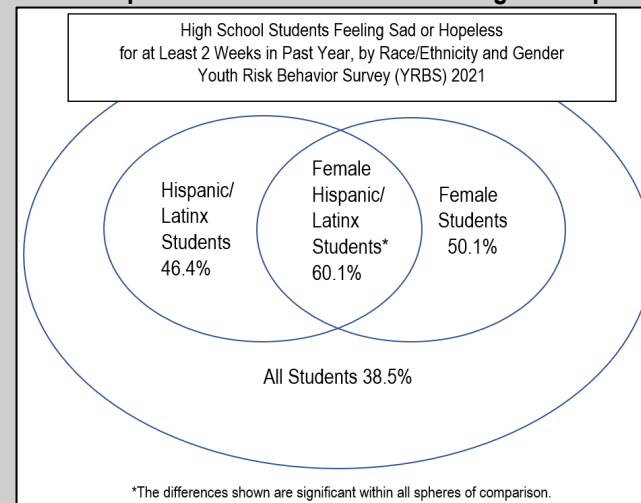 High School Students Feeling Sad or Hopeless
for at Least 2 Weeks in Past Year, by Race/Ethnicity and Gender
Youth Risk Behavior Survey (YRBS) 2021
Hispanic/
Latinx
Students
46.4%
Female
Hispanic/
Latinx
Students*
60.1%
Female
Students
50.1%
All Students 38.5%
*The differences shown are significant within all spheres of comparison.